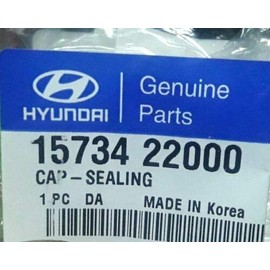 HYUNDAI
Genuine
Parts
15734 22000
CAP-SEALING
1 PC DA MADE IN Korea